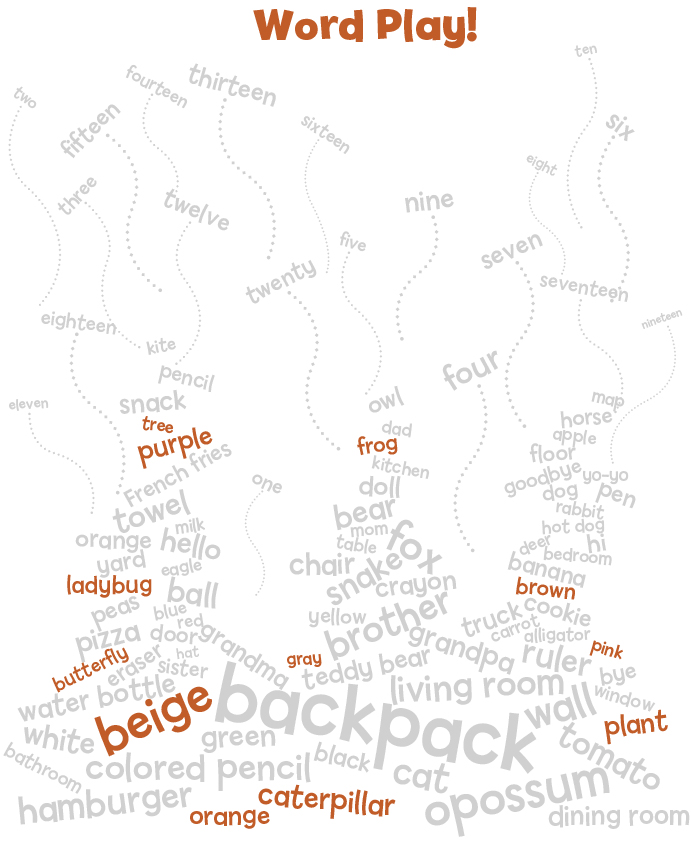 Word Play!
ten
two
fourteen
thirteen
fifteen
sixteen
six
eight
three
twelve
nine
five
seven
twenty
seventeen
eighteen
nineteen
kite
pencil
four
eleven
snack
owl
map
horse
tree
dad
apple
purple
frog
floor
French fries
kitchen
goodbye
yo-yo
one
doll
dog
pen
towel
bear
rabbit
milk
mom
hot dog
orange
hello
table
fox
deer
hi
yard
eagle
chair
bedroom
banana
ladybug
ball
snake
crayon
brown
peas
blue
yellow
brother
truck
cookie
red
carrot
alligator
pizza
door
grandma
grandpa
butterfly
eraser
hat
sister
gray
teddy bear
ruler
pink
water bottle
living room
bye
beige
backpack
wall
window
white
green
plant
bathroom
colored pencil
black
cat
tomato
hamburger
orange
caterpillar
opossum
dining room